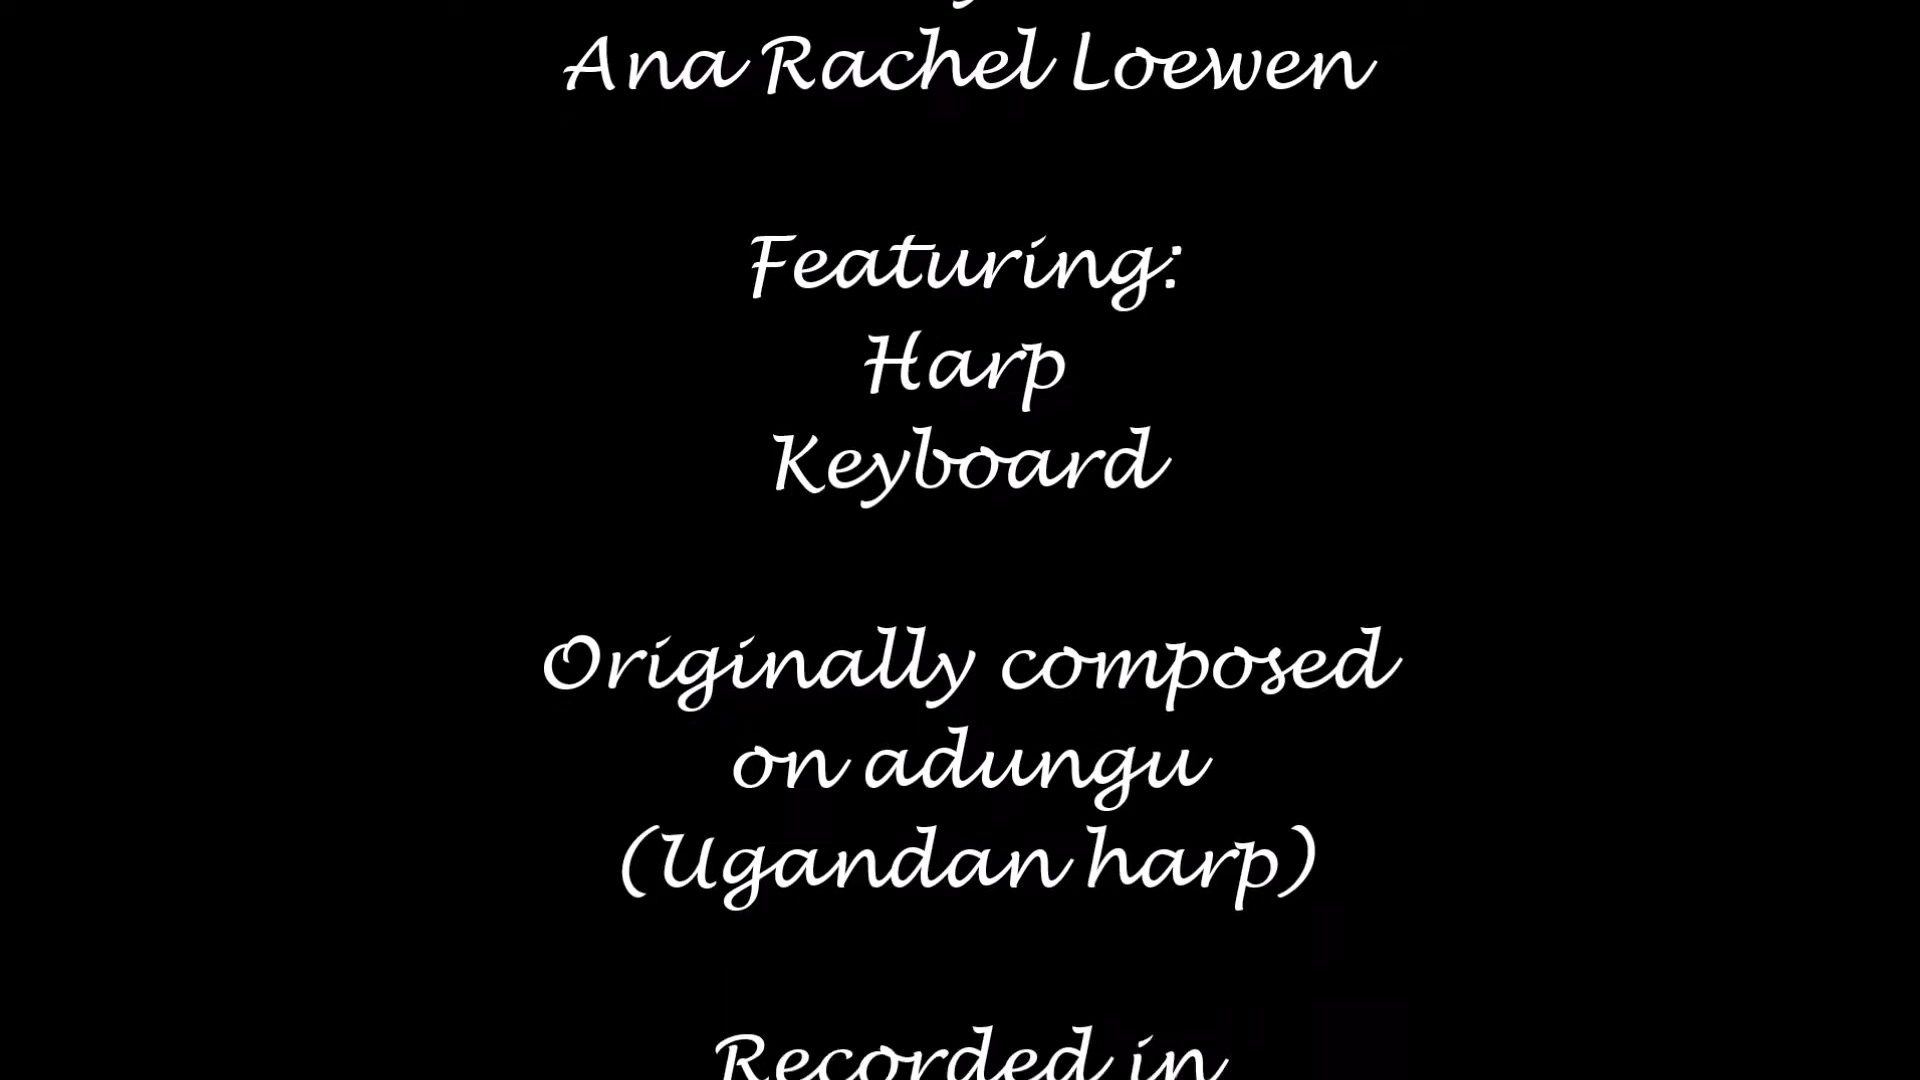 Ana Rachel Loewen
Featuring:
Harp
Keyboard
Originally composed
on adungu
(Ugandan harp)
Recorded in